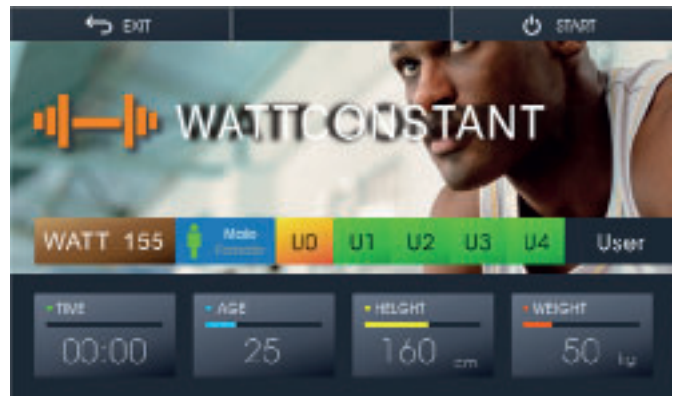 EXIT
START
WATTCONSTANT
WATT 155
Male
Female
U0 U1 U2 U3 U4 User
TIME
00:00
AGE
25
HEIGHT
160 cm
WEIGHT
50 kg